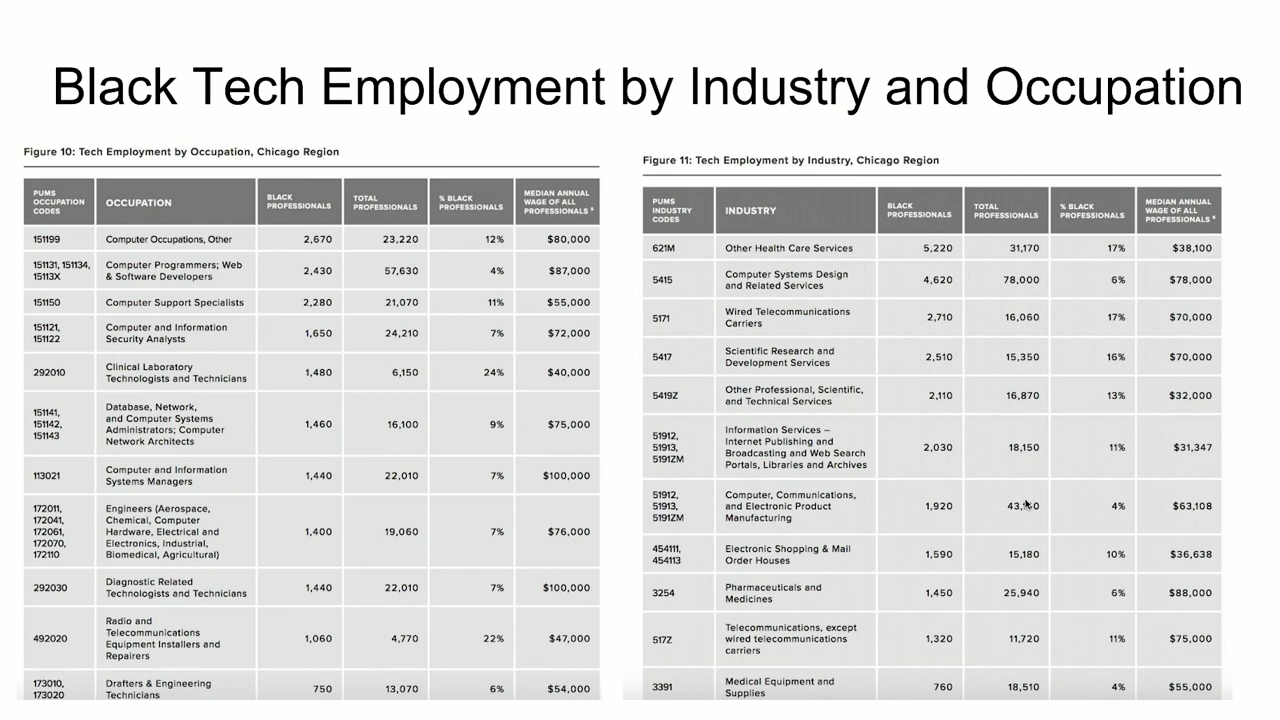 Black Tech Employment by Industry and Occupation
Figure 10: Tech Employment by Occupation, Chicago Region
PUMS OCCUPATION CODES | OCCUPATION | BLACK PROFESSIONALS | TOTAL PROFESSIONALS | % BLACK PROFESSIONALS | MEDIAN ANNUAL WAGE OF ALL PROFESSIONALS
151199 | Computer Occupations, Other | 2,670 | 23,220 | 12% | $80,000
151131, 151134, 15113X | Computer Programmers; Web & Software Developers | 2,430 | 57,630 | 4% | $87,000
151150 | Computer Support Specialists | 2,280 | 21,070 | 11% | $55,000
151121, 151122 | Computer and Information Security Analysts | 1,650 | 24,210 | 7% | $72,000
292010 | Clinical Laboratory Technologists and Technicians | 1,480 | 6,150 | 24% | $40,000
151141, 151142, 151143 | Database, Network, and Computer Systems Administrators; Computer Network Architects | 1,460 | 16,100 | 9% | $75,000
113021 | Computer and Information Systems Managers | 1,440 | 22,010 | 7% | $100,000
172011, 172041, 172061, 172070, 172110 | Engineers (Aerospace, Chemical, Computer Hardware, Electrical and Electronics, Industrial, Biomedical, Agricultural) | 1,400 | 19,060 | 7% | $76,000
292030 | Diagnostic Related Technologists and Technicians | 1,440 | 22,010 | 7% | $100,000
492020 | Radio and Telecommunications Equipment Installers and Repairers | 1,060 | 4,770 | 22% | $47,000
173010, 173020 | Drafters & Engineering Technicians | 750 | 13,070 | 6% | $54,000
Figure 11: Tech Employment by Industry, Chicago Region
PUMS INDUSTRY CODES | INDUSTRY | BLACK PROFESSIONALS | TOTAL PROFESSIONALS | % BLACK PROFESSIONALS | MEDIAN ANNUAL WAGE OF ALL PROFESSIONALS
621M | Other Health Care Services | 5,220 | 31,170 | 17% | $38,100
5415 | Computer Systems Design and Related Services | 4,620 | 78,000 | 6% | $78,000
5171 | Wired Telecommunications Carriers | 2,710 | 16,060 | 17% | $70,000
5417 | Scientific Research and Development Services | 2,510 | 15,350 | 16% | $70,000
5419Z | Other Professional, Scientific, and Technical Services | 2,110 | 16,870 | 13% | $32,000
51912, 51913, 5191ZM | Information Services – Internet Publishing and Broadcasting and Web Search Portals, Libraries and Archives | 2,030 | 18,150 | 11% | $31,347
51912, 51913, 5191ZM | Computer, Communications, and Electronic Product Manufacturing | 1,920 | 4% | $63,108
454111, 454113 | Electronic Shopping & Mail Order Houses | 1,590 | 15,180 | 10% | $36,638
3254 | Pharmaceuticals and Medicines | 1,450 | 25,940 | 6% | $88,000
517Z | Telecommunications, except wired telecommunications carriers | 1,320 | 11,720 | 11% | $75,000
3391 | Medical Equipment and Supplies | 760 | 18,510 | 4% | $55,000